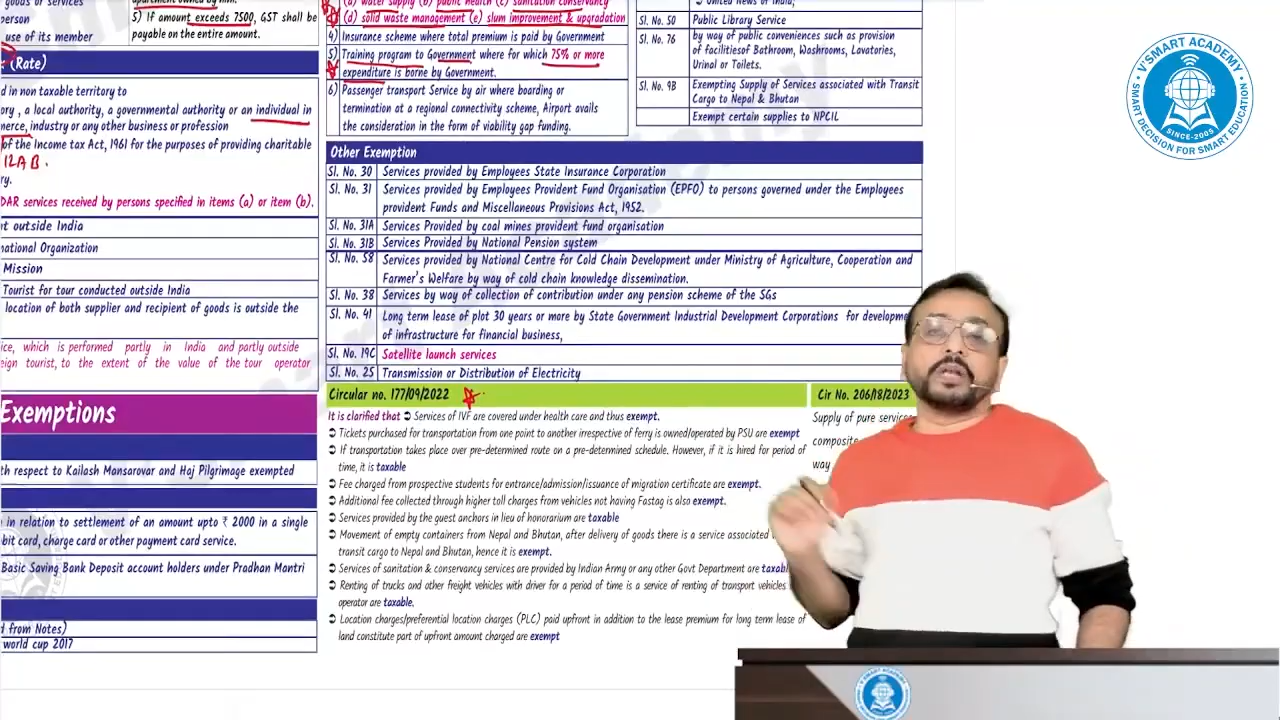 goods of services
use of its member
apartment owned by him.
5) If amount exceeds 7500, GST shall be
payable on the entire amount.
(Rate)
d in non taxable territory to
ory , a local authority, a governmental authority or an individual in
merce, industry or any other business or profession
of the Income tax Act, 1961 for the purposes of providing charitable
12A B.
ry.
DAR services received by persons specified in items (a) or item (b).
t outside India
national Organization
Mission
Tourist for tour conducted outside India
location of both supplier and recipient of goods is outside the
ice, which is performed partly in India and partly outside
eign tourist, to the extent of the value of the tour operator
Exemptions
th respect to Kailash Mansarovar and Haj Pilgrimage exempted
in relation to settlement of an amount upto ₹ 2000 in a single
bit card, charge card or other payment card service.
Basic Saving Bank Deposit account holders under Pradhan Mantri
d from Notes)
world cup 2017
(a) water supply (b) public health (c) sanitation conservancy
(d) solid waste management (e) slum improvement & upgradation
4) Insurance scheme where total premium is paid by Government
5) Training program to Government where for which 75% or more
expenditure is borne by Government.
6) Passenger transport Service by air where boarding or
termination at a regional connectivity scheme, Airport avails
the consideration in the form of viability gap funding.
United News of India;
Sl. No. 50 Public Library Service
Sl. No. 76 by way of public conveniences such as provision
of facilitiesof Bathroom, Washrooms, Lavatories,
Urinal or Toilets.
Sl. No. 9B Exempting Supply of Services associated with Transit
Cargo to Nepal & Bhutan
Exempt certain supplies to NPCIL
Other Exemption
Sl. No. 30 Services provided by Employees State Insurance Corporation
Sl. No. 31 Services provided by Employees Provident Fund Organisation (EPFO) to persons governed under the Employees
provident Funds and Miscellaneous Provisions Act, 1952.
Sl. No. 31A Services Provided by coal mines provident fund organisation
Sl. No. 31B Services Provided by National Pension system
Sl. No. 58 Services provided by National Centre for Cold Chain Development under Ministry of Agriculture, Cooperation and
Farmer's Welfare by way of cold chain knowledge dissemination.
Sl. No. 38 Services by way of collection of contribution under any pension scheme of the SGs
Sl. No. 41 Long term lease of plot 30 years or more by State Government Industrial Development Corporations for developme
of infrastructure for financial business,
Sl. No. 19C Satellite launch services
Sl. No. 25 Transmission or Distribution of Electricity
Circular no. 177/09/2022
It is clarified that ➲ Services of IVF are covered under health care and thus exempt.
➲ Tickets purchased for transportation from one point to another irrespective of ferry is owned/operated by PSU are exempt
➲ If transportation takes place over pre-determined route on a pre-determined schedule. However, if it is hired for period of
time, it is taxable
➲ Fee charged from prospective students for entrance/admission/issuance of migration certificate are exempt.
➲ Additional fee collected through higher toll charges from vehicles not having Fastag is also exempt.
➲ Services provided by the guest anchors in lieu of honorarium are taxable
➲ Movement of empty containers from Nepal and Bhutan, after delivery of goods there is a service associated
transit cargo to Nepal and Bhutan, hence it is exempt.
➲ Services of sanitation & conservancy services are provided by Indian Army or any other Govt Department are taxabl
➲ Renting of trucks and other freight vehicles with driver for a period of time is a service of renting of transport vehicles
operator are taxable.
➲ Location charges/preferential location charges (PLC) paid upfront in addition to the lease premium for long term lease of
land constitute part of upfront amount charged are exempt
Cir No. 206/18/2023
Supply of pure service
composite
way
V'SMART ACADEMY
SMART DECISION FOR SMART EDUCATION
SINCE-2005